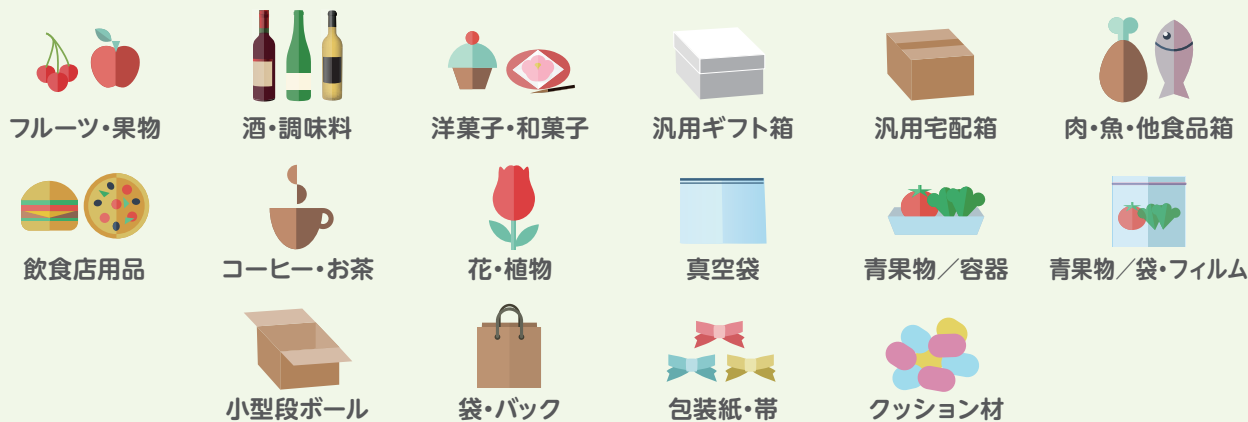 フルーツ・果物
酒・調味料
洋菓子・和菓子
汎用ギフト箱
汎用宅配箱
肉・魚・他食品箱
飲食店用品
コーヒー・お茶
花・植物
真空袋
青果物／容器
青果物／袋・フィルム
小型段ボール
袋・バック
包装紙・帯
クッション材